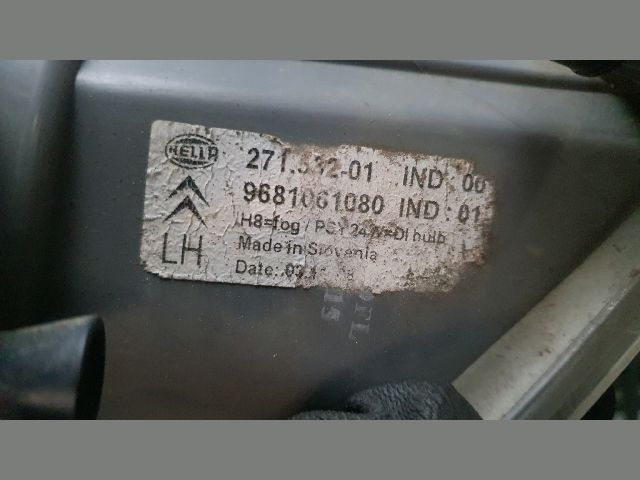 HELLA
271.332-01 IND: 00
9681061080 IND: 01
H8=fog / PSY 24W=DI bulb
LH
Made in Slovenia
Date: